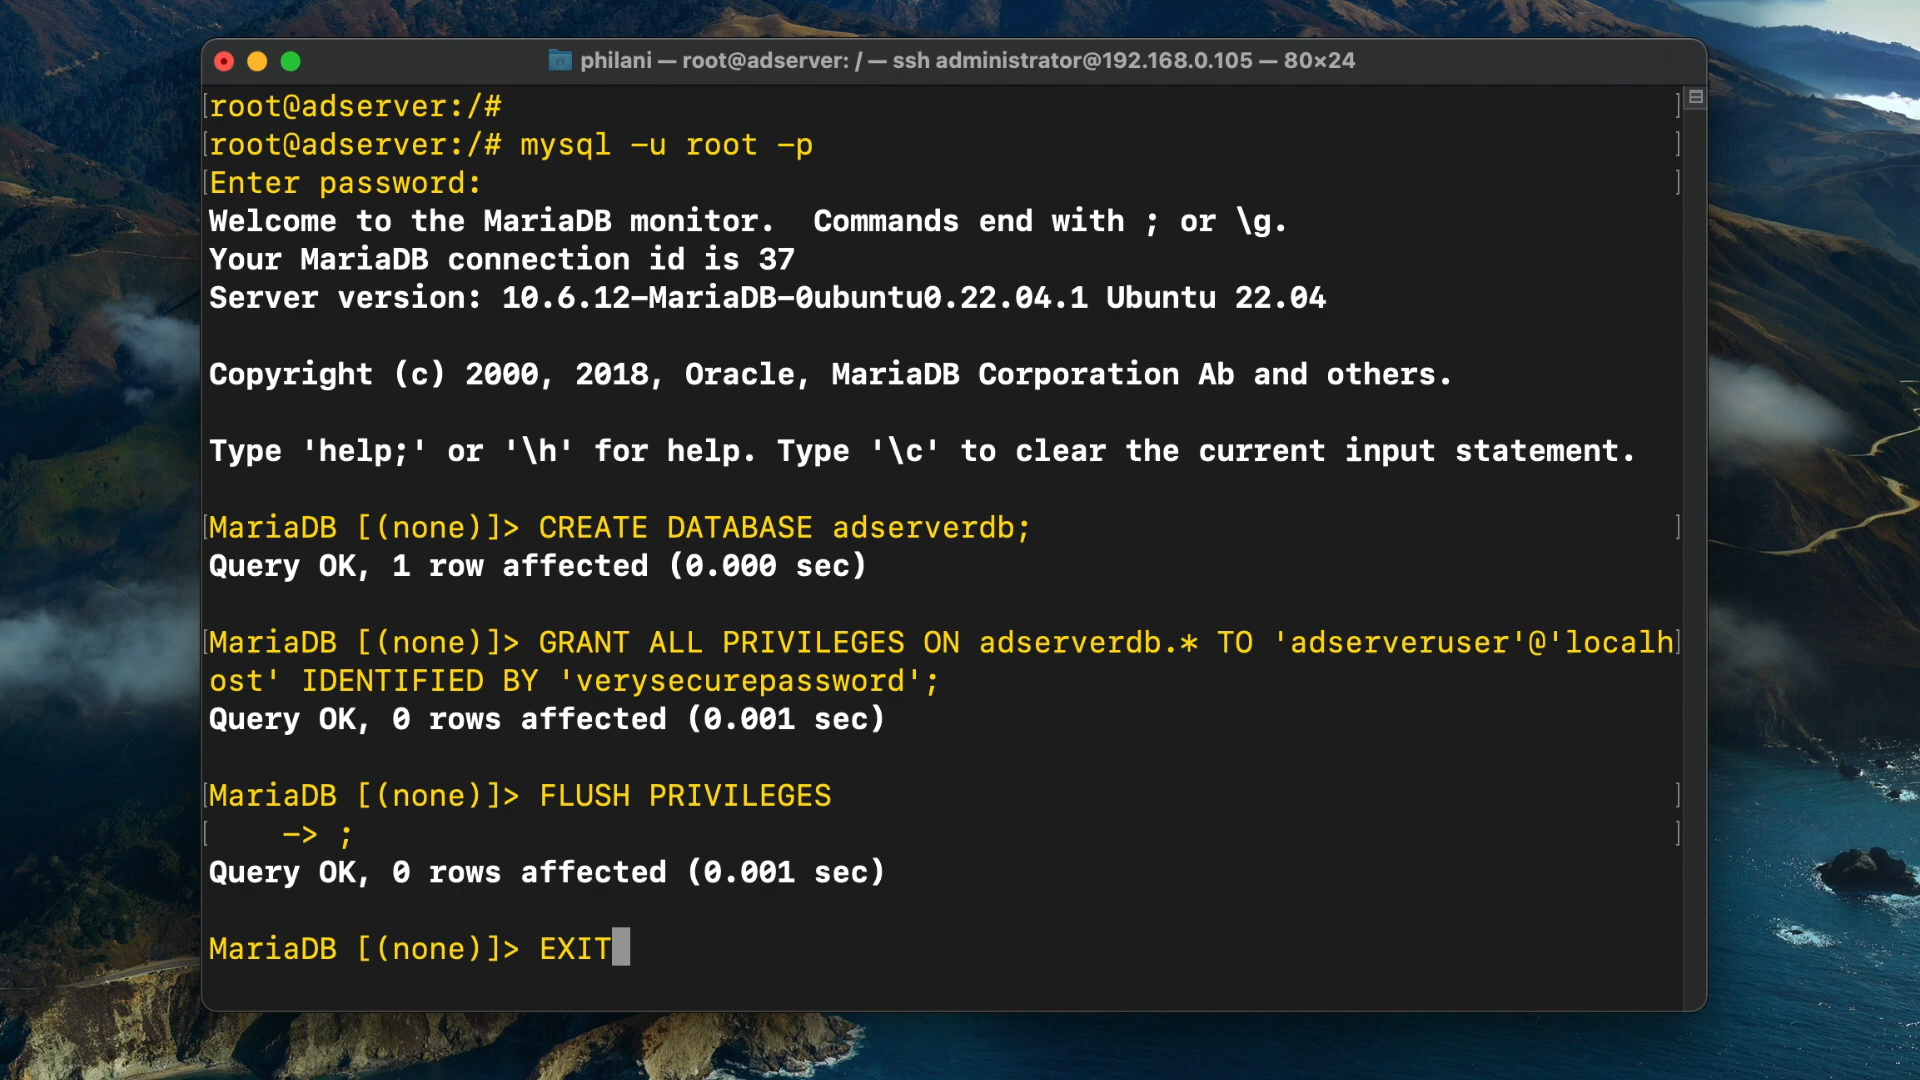 philani — root@adserver: / — ssh administrator@192.168.0.105 — 80×24
[root@adserver:/# ]
[root@adserver:/# mysql -u root -p ]
[Enter password: ]
Welcome to the MariaDB monitor.  Commands end with ; or \g.
Your MariaDB connection id is 37
Server version: 10.6.12-MariaDB-0ubuntu0.22.04.1 Ubuntu 22.04
Copyright (c) 2000, 2018, Oracle, MariaDB Corporation Ab and others.
Type 'help;' or '\h' for help. Type '\c' to clear the current input statement.
[MariaDB [(none)]> CREATE DATABASE adserverdb; ]
Query OK, 1 row affected (0.000 sec)
[MariaDB [(none)]> GRANT ALL PRIVILEGES ON adserverdb.* TO 'adserveruser'@'localh]
ost' IDENTIFIED BY 'verysecurepassword';
Query OK, 0 rows affected (0.001 sec)
[MariaDB [(none)]> FLUSH PRIVILEGES ]
[    -> ; ]
Query OK, 0 rows affected (0.001 sec)
MariaDB [(none)]> EXIT